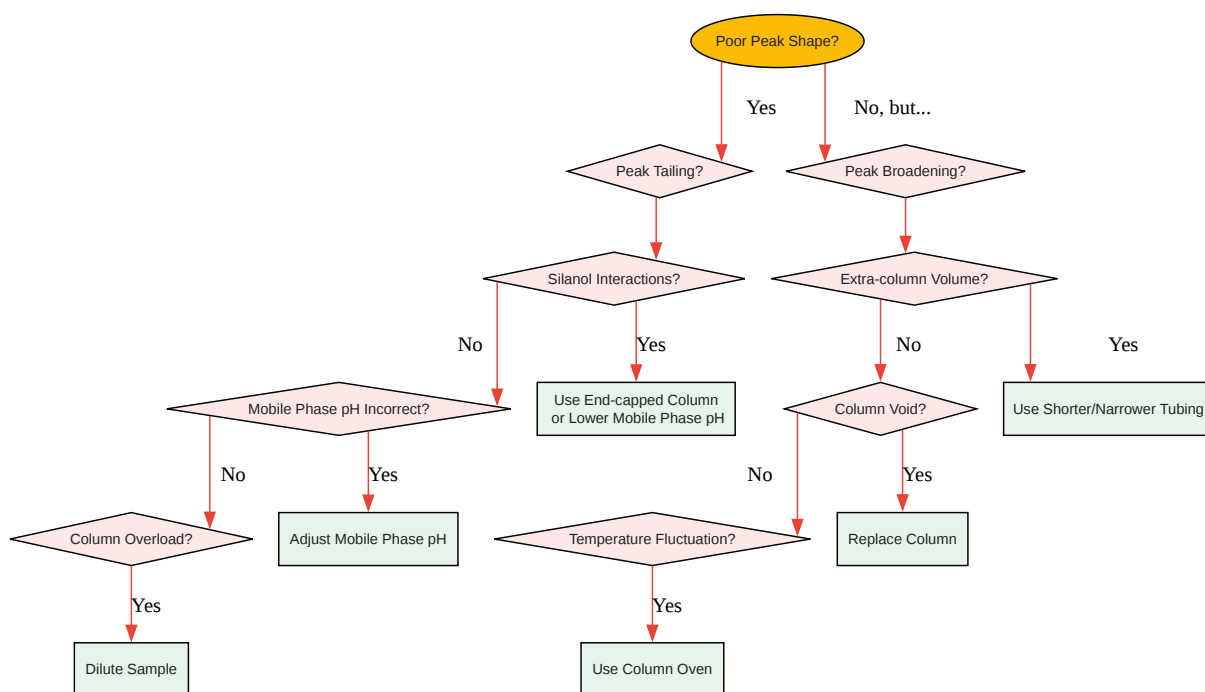 Poor Peak Shape?
Yes
No, but...
Peak Tailing?
Peak Broadening?
Silanol Interactions?
Extra-column Volume?
No
Yes
No
Yes
Mobile Phase pH Incorrect?
Use End-capped Column
or Lower Mobile Phase pH
Column Void?
Use Shorter/Narrower Tubing
No
Yes
No
Yes
Column Overload?
Adjust Mobile Phase pH
Temperature Fluctuation?
Replace Column
Yes
Yes
Dilute Sample
Use Column Oven